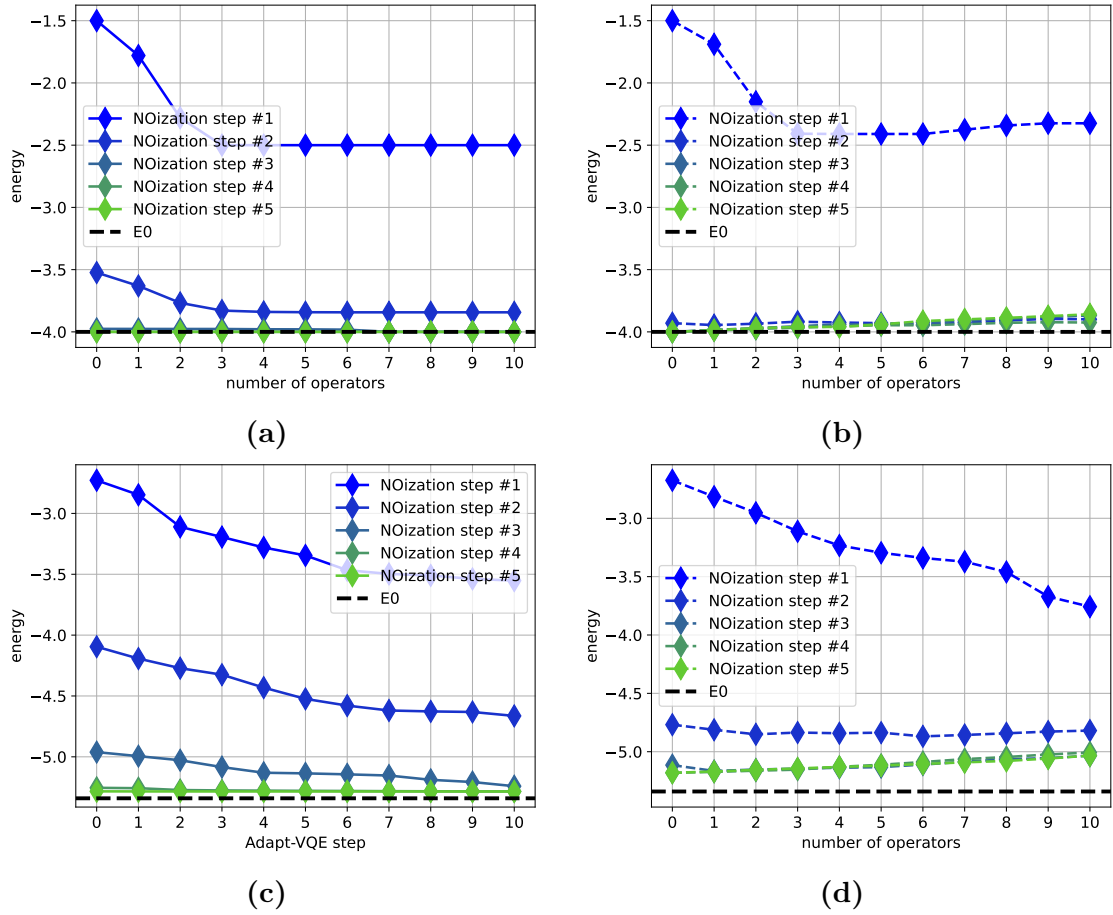 −1.5
−2.0
−2.5
−3.0
−3.5
−4.0
energy
NOization step #1
NOization step #2
NOization step #3
NOization step #4
NOization step #5
E0
0 1 2 3 4 5 6 7 8 9 10
number of operators
(a)
−1.5
−2.0
−2.5
−3.0
−3.5
−4.0
energy
NOization step #1
NOization step #2
NOization step #3
NOization step #4
NOization step #5
E0
0 1 2 3 4 5 6 7 8 9 10
number of operators
(b)
−3.0
−3.5
−4.0
−4.5
−5.0
energy
NOization step #1
NOization step #2
NOization step #3
NOization step #4
NOization step #5
E0
0 1 2 3 4 5 6 7 8 9 10
Adapt-VQE step
(c)
−3.0
−3.5
−4.0
−4.5
−5.0
energy
NOization step #1
NOization step #2
NOization step #3
NOization step #4
NOization step #5
E0
0 1 2 3 4 5 6 7 8 9 10
number of operators
(d)